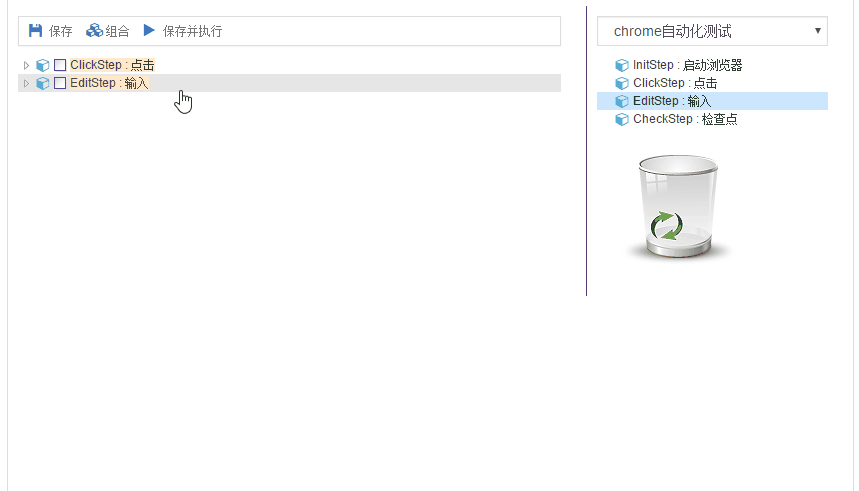 保存 组合 保存并执行
ClickStep : 点击
EditStep : 输入
chrome自动化测试
InitStep : 启动浏览器
ClickStep : 点击
EditStep : 输入
CheckStep : 检查点